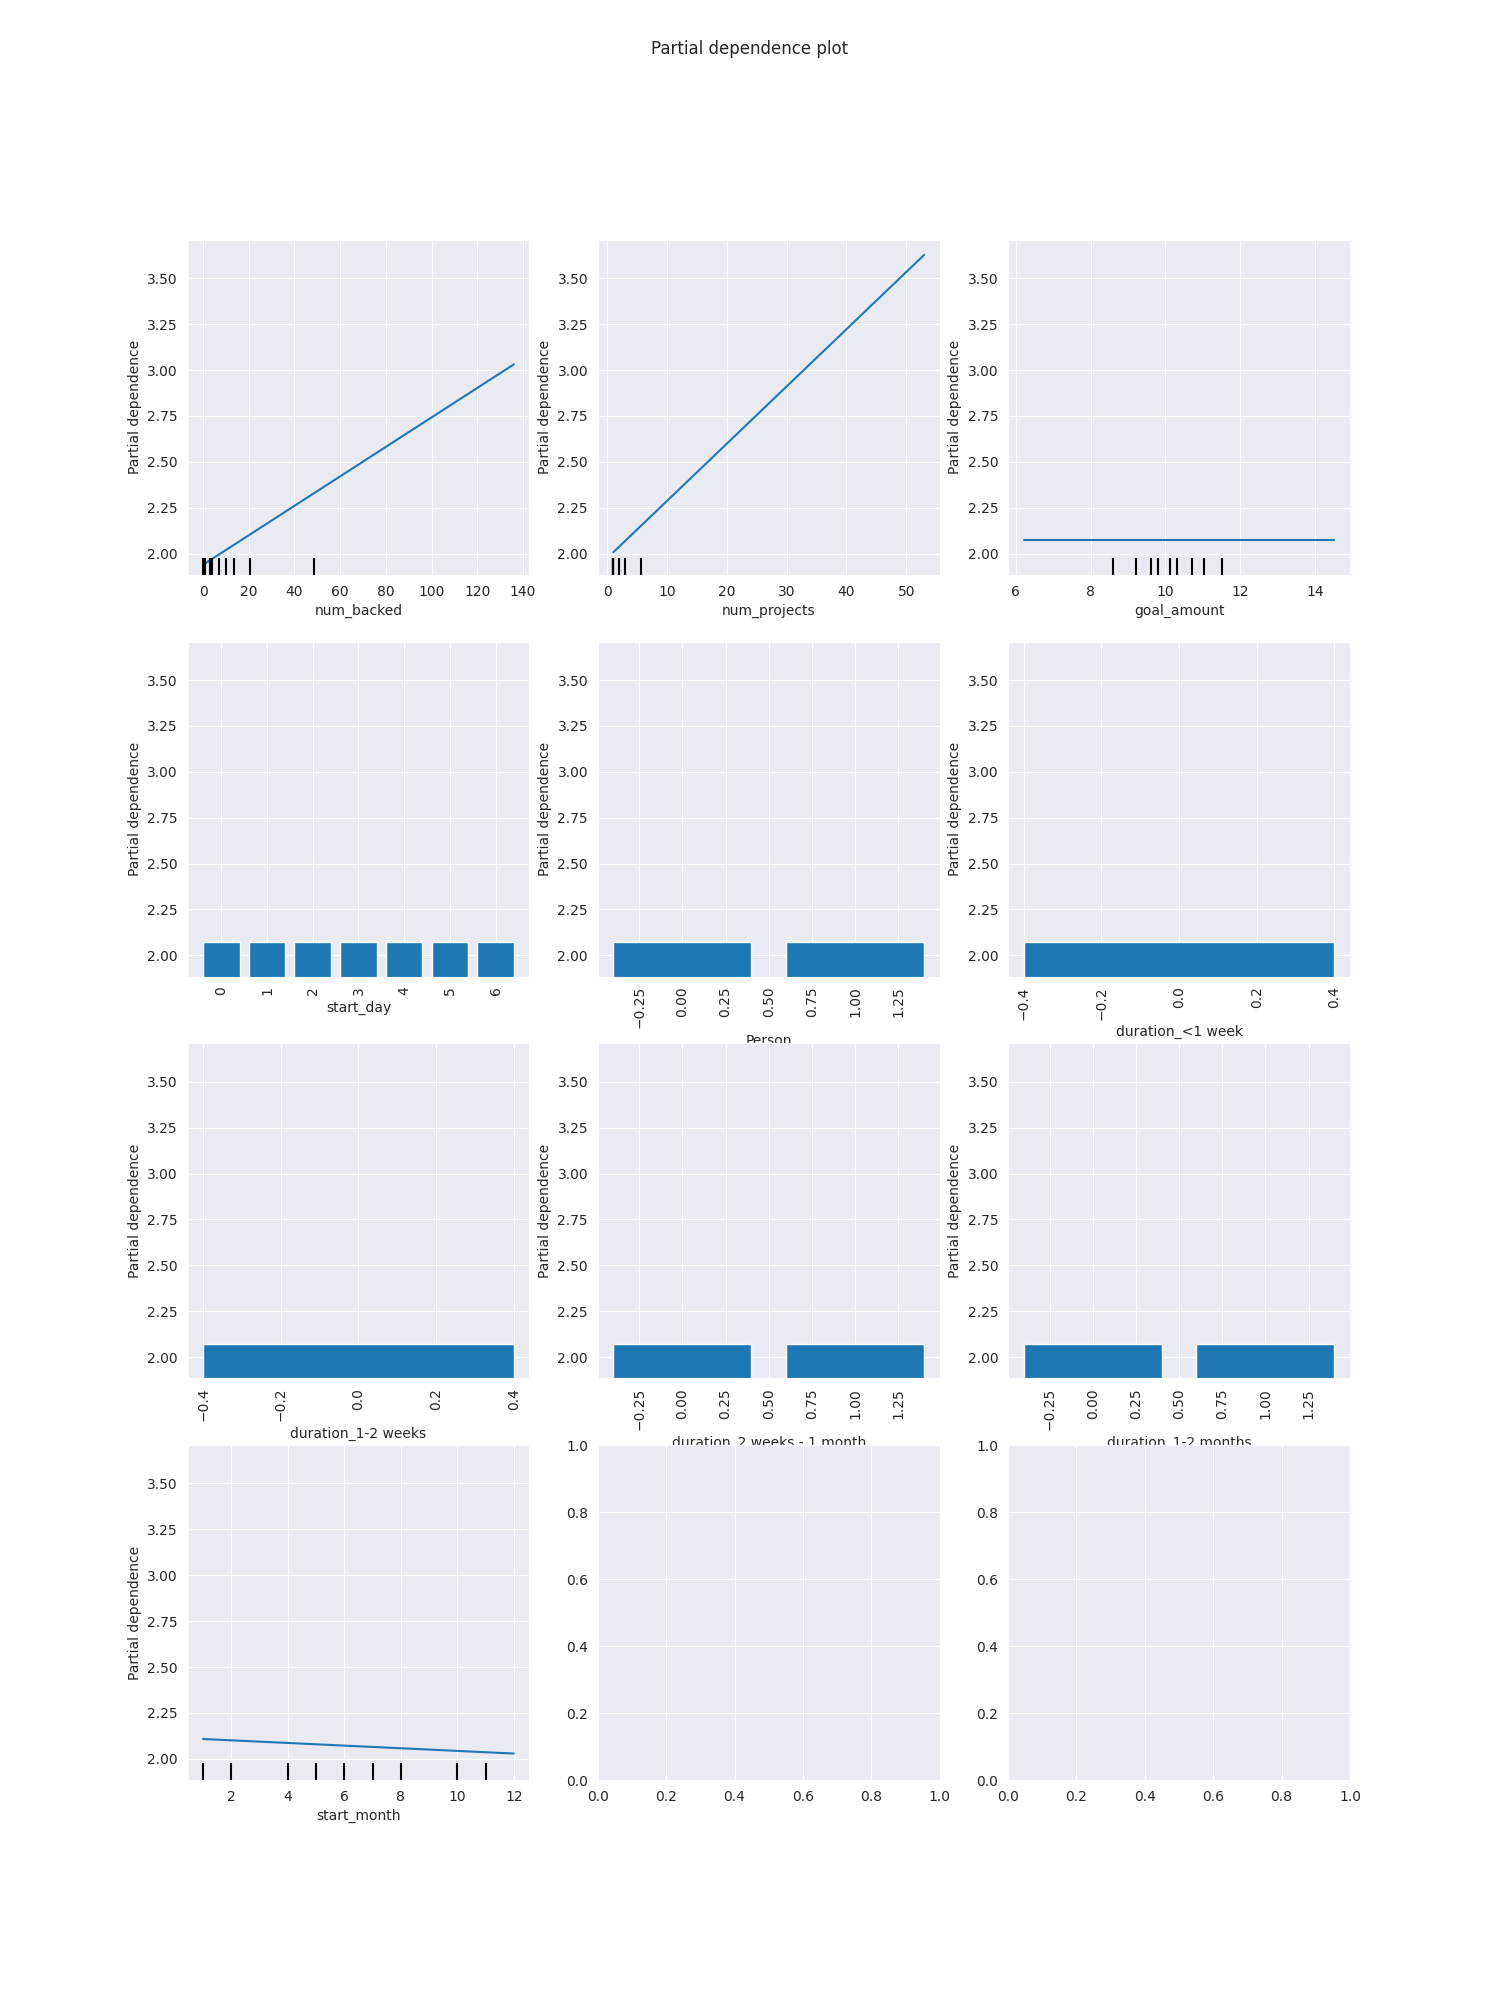 Partial dependence plot
3.50
3.25
3.00
2.75
2.50
2.25
2.00
Partial dependence
0 20 40 60 80 100 120 140
num_backed
3.50
3.25
3.00
2.75
2.50
2.25
2.00
Partial dependence
0 10 20 30 40 50
num_projects
3.50
3.25
3.00
2.75
2.50
2.25
2.00
Partial dependence
6 8 10 12 14
goal_amount
3.50
3.25
3.00
2.75
2.50
2.25
2.00
Partial dependence
0 1 2 3 4 5 6
start_day
3.50
3.25
3.00
2.75
2.50
2.25
2.00
Partial dependence
−0.25 0.00 0.25 0.50 0.75 1.00 1.25
Person
3.50
3.25
3.00
2.75
2.50
2.25
2.00
Partial dependence
−0.4 −0.2 0.0 0.2 0.4
duration_<1 week
3.50
3.25
3.00
2.75
2.50
2.25
2.00
Partial dependence
−0.4 −0.2 0.0 0.2 0.4
duration_1-2 weeks
3.50
3.25
3.00
2.75
2.50
2.25
2.00
Partial dependence
−0.25 0.00 0.25 0.50 0.75 1.00 1.25
duration_2 weeks - 1 month
3.50
3.25
3.00
2.75
2.50
2.25
2.00
Partial dependence
−0.25 0.00 0.25 0.50 0.75 1.00 1.25
duration_1-2 months
3.50
3.25
3.00
2.75
2.50
2.25
2.00
Partial dependence
2 4 6 8 10 12
start_month
1.0
0.8
0.6
0.4
0.2
0.0
0.0 0.2 0.4 0.6 0.8 1.0
1.0
0.8
0.6
0.4
0.2
0.0
0.0 0.2 0.4 0.6 0.8 1.0